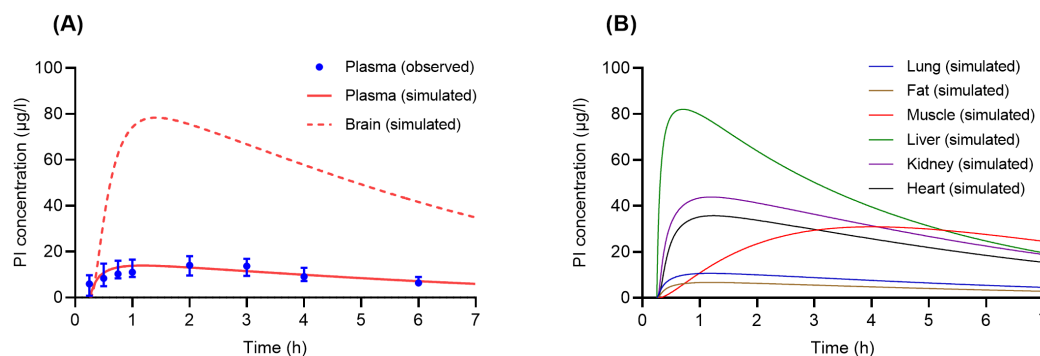 (A)
100
80
60
40
20
0
PI concentration (µg/l)
0 1 2 3 4 5 6 7
Time (h)
Plasma (observed)
Plasma (simulated)
Brain (simulated)
(B)
100
80
60
40
20
0
PI concentration (µg/l)
0 1 2 3 4 5 6 7
Time (h)
Lung (simulated)
Fat (simulated)
Muscle (simulated)
Liver (simulated)
Kidney (simulated)
Heart (simulated)